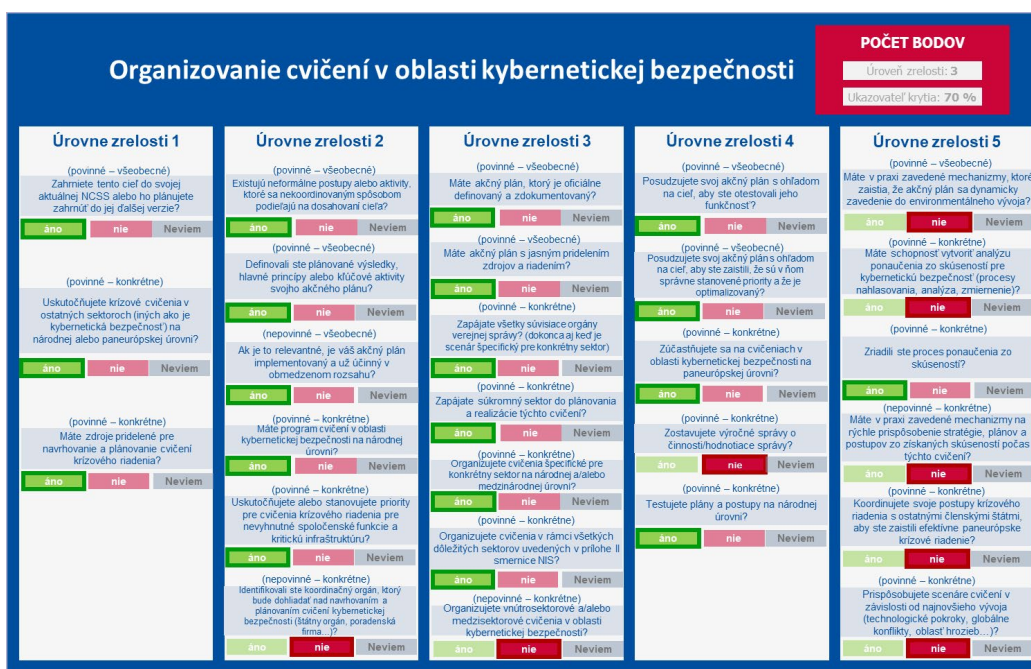 Organizovanie cvičení v oblasti kybernetickej bezpečnosti
POČET BODOV
Úroveň zrelosti: 3
Ukazovateľ krytia: 70 %
Úrovne zrelosti 1
(povinné – všeobecné)
Zahrniete tento cieľ do svojej
aktuálnej NCSS alebo ho plánujete
zahrnúť do jej ďalšej verzie?
áno nie Neviem
(povinné – konkrétne)
Uskutočňujete krízové cvičenia v
ostatných sektoroch (iných ako je
kybernetická bezpečnosť) na
národnej alebo paneurópskej úrovni?
áno nie Neviem
(povinné – konkrétne)
Máte zdroje pridelené pre
navrhovanie a plánovanie cvičení
krízového riadenia?
áno nie Neviem
Úrovne zrelosti 2
(povinné – všeobecné)
Existujú neformálne postupy alebo aktivity,
ktoré sa nekoordinovaným spôsobom
podieľajú na dosahovaní cieľa?
áno nie Neviem
(povinné – všeobecné)
Definovali ste plánované výsledky,
hlavné princípy alebo kľúčové aktivity
svojho akčného plánu?
áno nie Neviem
(nepovinné – všeobecné)
Ak je to relevantné, je váš akčný plán
implementovaný a už účinný v
obmedzenom rozsahu?
áno nie Neviem
(povinné – konkrétne)
Máte program cvičení v oblasti
kybernetickej bezpečnosti na národnej
úrovni?
áno nie Neviem
(povinné – konkrétne)
Uskutočňujete alebo stanovujete priority
pre cvičenia krízového riadenia pre
nevyhnutné spoločenské funkcie a
kritickú infraštruktúru?
áno nie Neviem
(nepovinné – konkrétne)
Identifikovali ste koordinačný orgán, ktorý
bude dohliadať nad navrhovaním a
plánovaním cvičení kybernetickej
bezpečnosti (štátny orgán, poradenská
firma...)?
áno nie Neviem
Úrovne zrelosti 3
(povinné – všeobecné)
Máte akčný plán, ktorý je oficiálne
definovaný a zdokumentovaný?
áno nie Neviem
(povinné – všeobecné)
Máte akčný plán s jasným pridelením
zdrojov a riadením?
áno nie Neviem
(povinné – konkrétne)
Zapájate všetky súvisiace orgány
verejnej správy? (dokonca aj keď je
scenár špecifický pre konkrétny sektor)
áno nie Neviem
(povinné – konkrétne)
Zapájate súkromný sektor do plánovania
a realizácie týchto cvičení?
áno nie Neviem
(povinné – konkrétne)
Organizujete cvičenia špecifické pre
konkrétny sektor na národnej a/alebo
medzinárodnej úrovni?
áno nie Neviem
(povinné – konkrétne)
Organizujete cvičenia v rámci všetkých
dôležitých sektorov uvedených v prílohe II
smernice NIS?
áno nie Neviem
(nepovinné – konkrétne)
Organizujete vnútrosektorové a/alebo
medzisektorové cvičenia v oblasti
kybernetickej bezpečnosti?
áno nie Neviem
Úrovne zrelosti 4
(povinné – všeobecné)
Posudzujete svoj akčný plán s ohľadom
na cieľ, aby ste otestovali jeho
funkčnosť?
áno nie Neviem
(povinné – všeobecné)
Posudzujete svoj akčný plán s ohľadom
na cieľ, aby ste zaistili, že sú v ňom
správne stanovené priority a že je
optimalizovaný?
áno nie Neviem
(povinné – konkrétne)
Zúčastňujete sa na cvičeniach v
oblasti kybernetickej bezpečnosti na
paneurópskej úrovni?
áno nie Neviem
(povinné – konkrétne)
Zostavujete výročné správy o
činnosti/hodnotiace správy?
áno nie Neviem
(povinné – konkrétne)
Testujete plány a postupy na národnej
úrovni?
áno nie Neviem
Úrovne zrelosti 5
(povinné – všeobecné)
Máte v praxi zavedené mechanizmy, ktoré
zaistia, že akčný plán sa dynamicky
zavedenie do environmentálneho vývoja?
áno nie Neviem
(povinné – konkrétne)
Máte schopnosť vytvoriť analýzu
ponaučenia zo skúseností pre
kybernetickú bezpečnosť (procesy
nahlasovania, analýza, zmiernenie)?
áno nie Neviem
(povinné – konkrétne)
Zriadili ste proces ponaučenia zo
skúseností?
áno nie Neviem
(nepovinné – konkrétne)
Máte v praxi zavedené mechanizmy na
rýchle prispôsobenie stratégie, plánov a
postupov zo získaných skúseností počas
týchto cvičení?
áno nie Neviem
(povinné – konkrétne)
Koordinujete svoje postupy krízového
riadenia s ostatnými členskými štátmi,
aby ste zaistili efektívne paneurópske
krízové riadenie?
áno nie Neviem
(povinné – konkrétne)
Prispôsobujete scenáre cvičení v
závislosti od najnovšieho vývoja
(technologické pokroky, globálne
konflikty, oblasť hrozieb...)?
áno nie Neviem